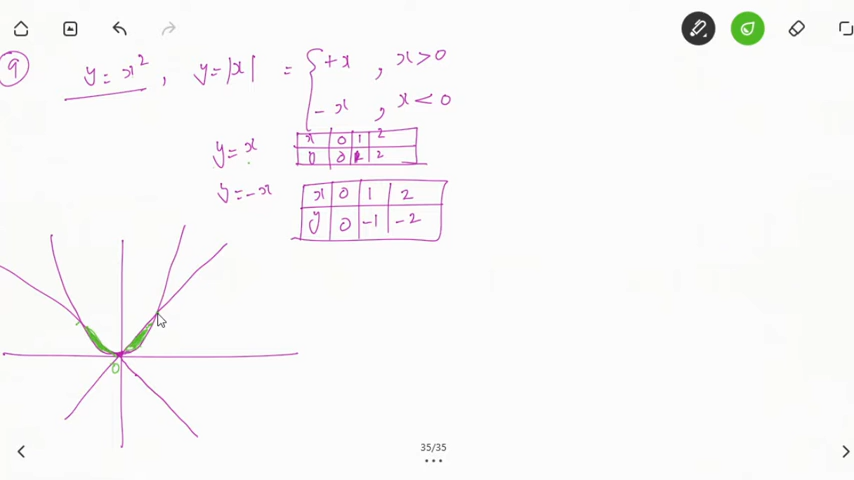 9 y = x², y = |x| = { +x , x > 0
- x , x < 0
y = x
x 0 1 2
y 0 1 2
y = -x
x 0 1 2
y 0 -1 -2
0
35/35